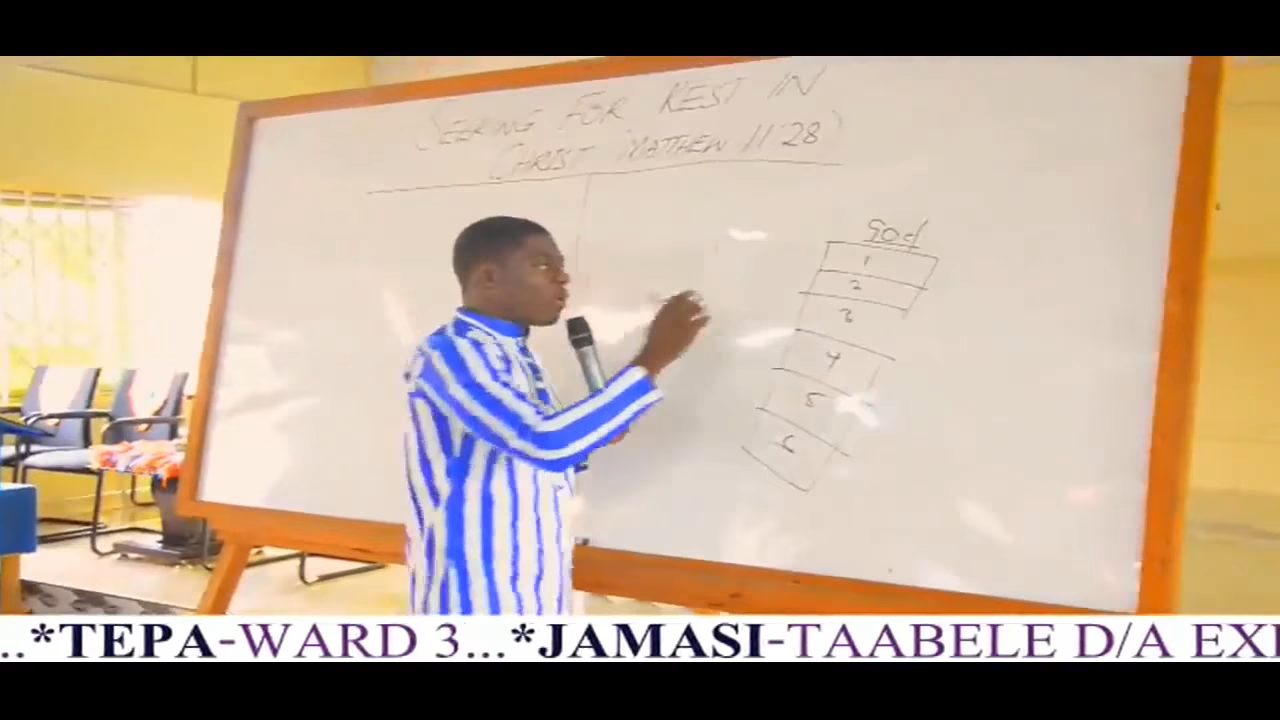 SEEKING FOR REST IN
CHRIST (MATTHEW 11:28)
God
1
2
3
4
5
6
..*TEPA-WARD 3...*JAMASI-TAABELE D/A EXI